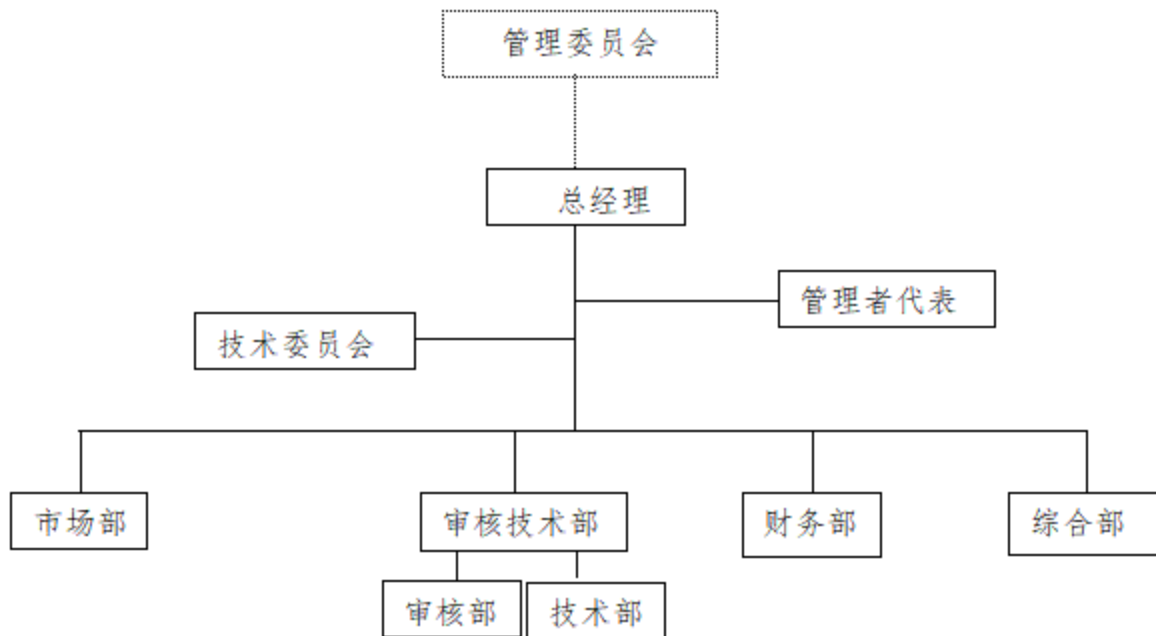 管理委员会
总经理
管理者代表
技术委员会
市场部
审核技术部
财务部
综合部
审核部
技术部